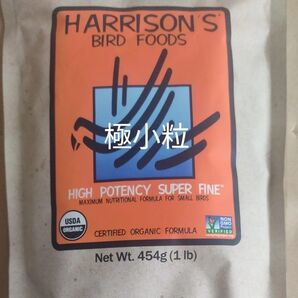 HARRISON'S
BIRD FOODS
極小粒
HIGH POTENCY SUPER FINE™
MAXIMUM NUTRITIONAL FORMULA FOR SMALL BIRDS
USDA
ORGANIC
NON
GMO
VERIFIED
CERTIFIED ORGANIC FORMULA
Net Wt. 454g (1 lb)